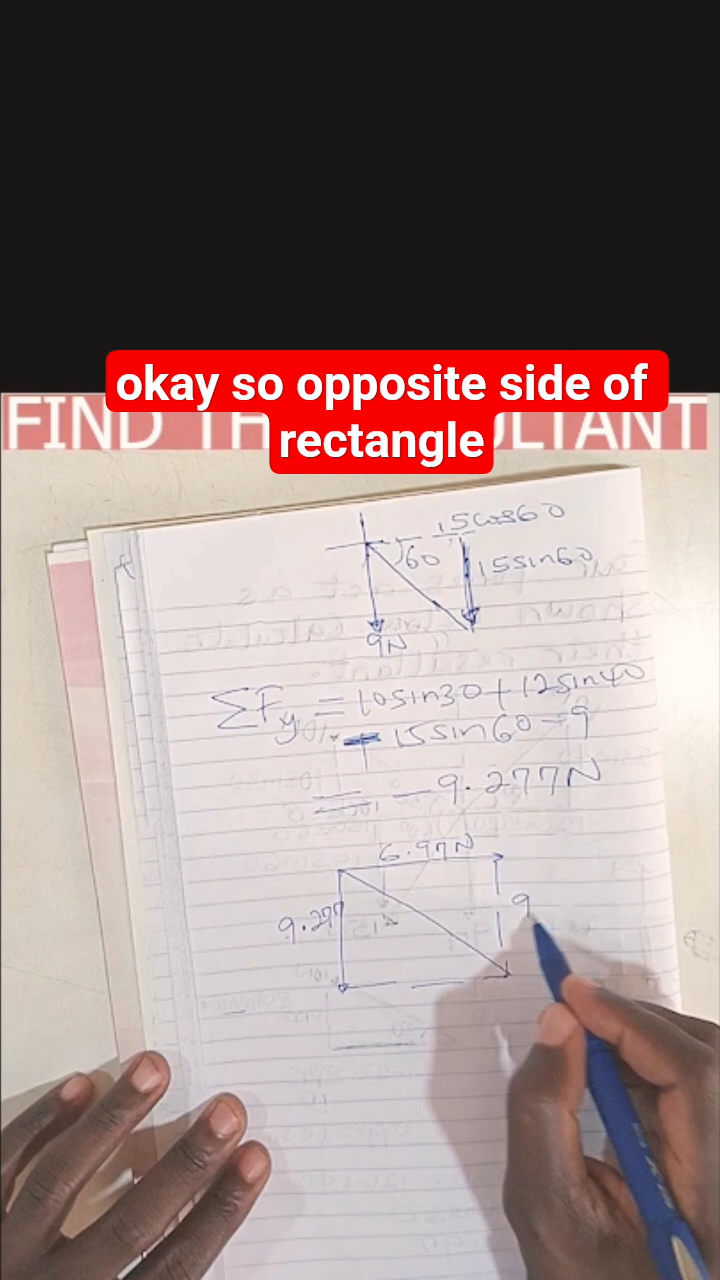 okay so opposite side of
rectangle
FIND TH ULTANT
15cos60
60
15sin60
9N
ΣFy = 10sin30 + 12sin40
- 15sin60 - 9
= - 9.277N
6.97N
9.277
9